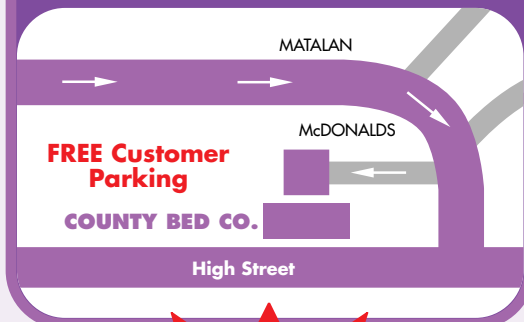 MATALAN
McDONALDS
FREE Customer
Parking
COUNTY BED CO.
High Street